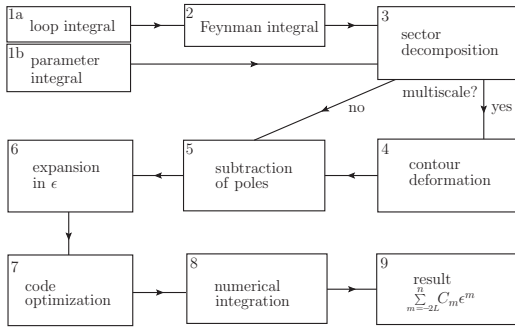 1a
loop integral
2
Feynman integral
3
sector
decomposition
1b
parameter
integral
multiscale?
no
yes
6
expansion
in ϵ
5
subtraction
of poles
4
contour
deformation
7
code
optimization
8
numerical
integration
9
result
n
∑ C_m ϵ^m
m=-2L